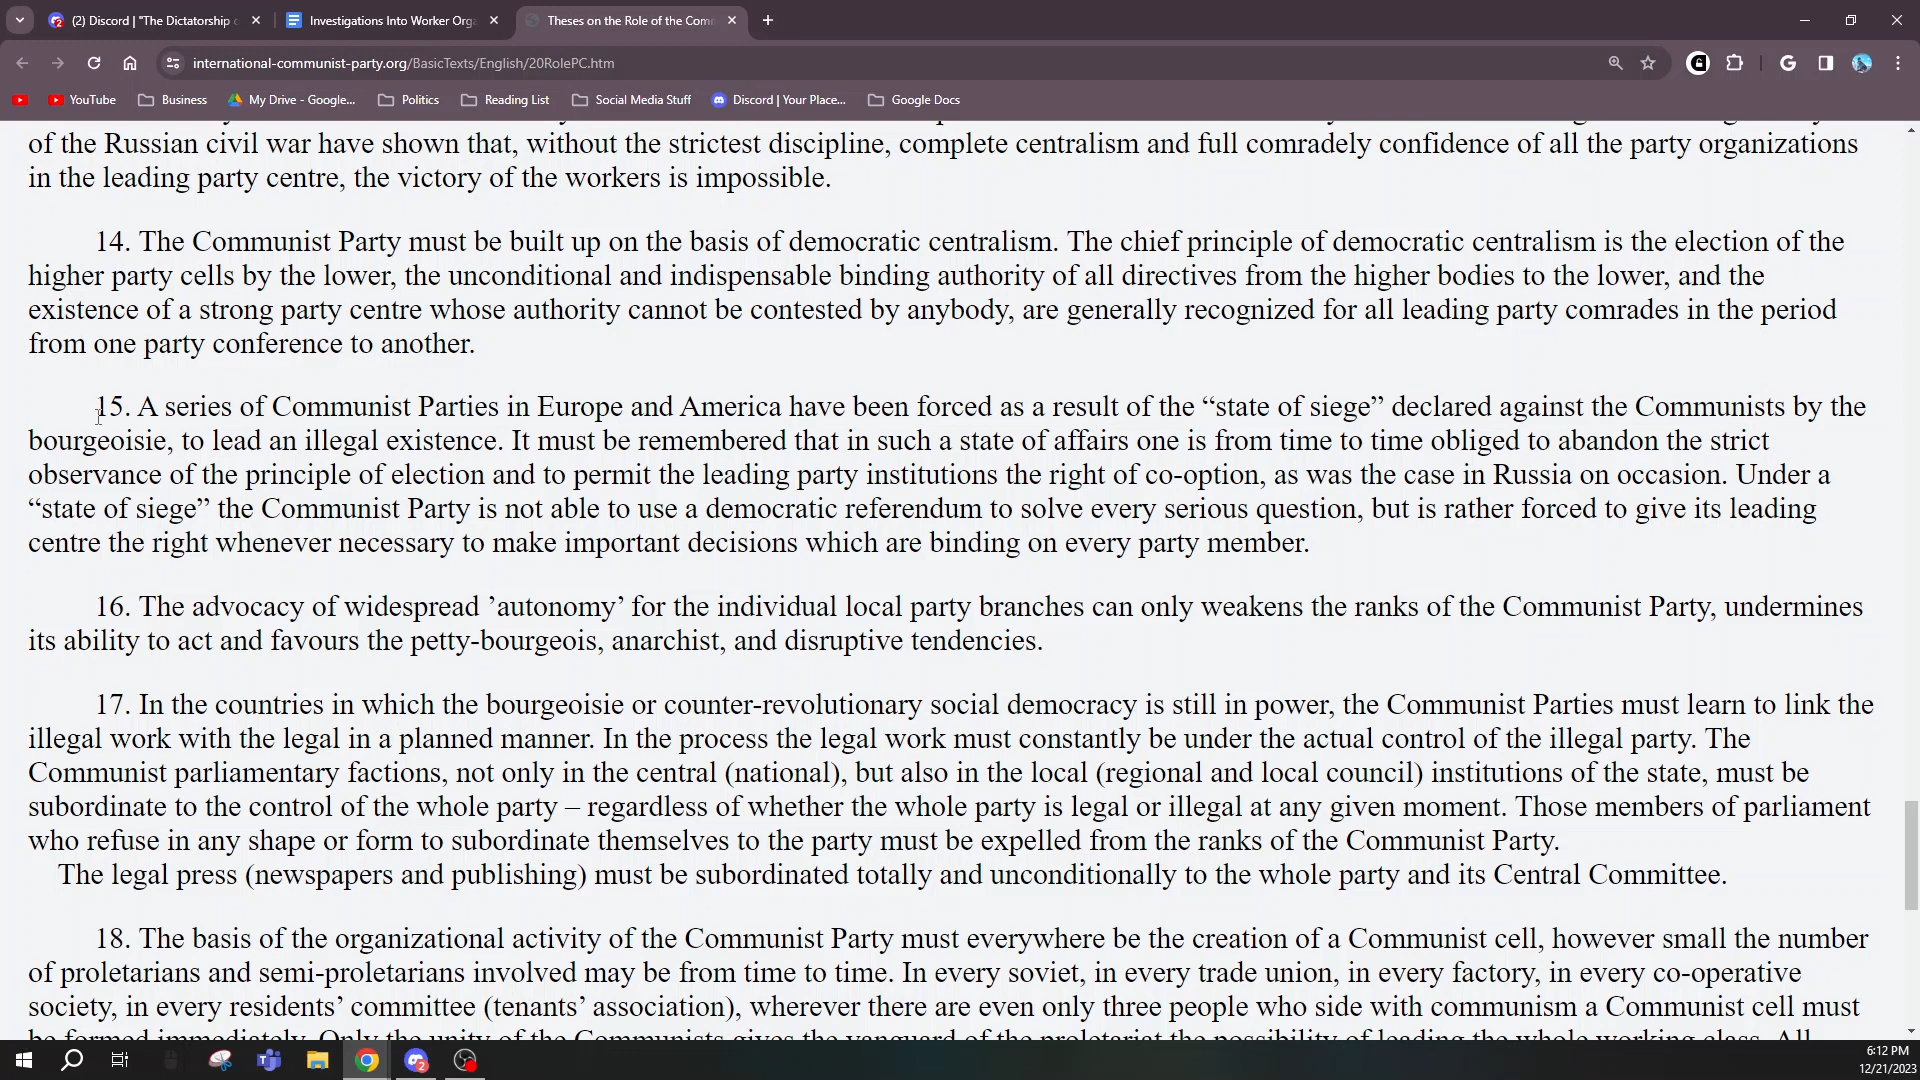 (2) Discord | "The Dictatorship
Investigations Into Worker Orga
Theses on the Role of the Com
international-communist-party.org/BasicTexts/English/20RolePC.htm
YouTube
Business
My Drive - Google...
Politics
Reading List
Social Media Stuff
Discord | Your Place...
Google Docs
of the Russian civil war have shown that, without the strictest discipline, complete centralism and full comradely confidence of all the party organizations
in the leading party centre, the victory of the workers is impossible.
14. The Communist Party must be built up on the basis of democratic centralism. The chief principle of democratic centralism is the election of the
higher party cells by the lower, the unconditional and indispensable binding authority of all directives from the higher bodies to the lower, and the
existence of a strong party centre whose authority cannot be contested by anybody, are generally recognized for all leading party comrades in the period
from one party conference to another.
15. A series of Communist Parties in Europe and America have been forced as a result of the “state of siege” declared against the Communists by the
bourgeoisie, to lead an illegal existence. It must be remembered that in such a state of affairs one is from time to time obliged to abandon the strict
observance of the principle of election and to permit the leading party institutions the right of co-option, as was the case in Russia on occasion. Under a
“state of siege” the Communist Party is not able to use a democratic referendum to solve every serious question, but is rather forced to give its leading
centre the right whenever necessary to make important decisions which are binding on every party member.
16. The advocacy of widespread ’autonomy’ for the individual local party branches can only weakens the ranks of the Communist Party, undermines
its ability to act and favours the petty-bourgeois, anarchist, and disruptive tendencies.
17. In the countries in which the bourgeoisie or counter-revolutionary social democracy is still in power, the Communist Parties must learn to link the
illegal work with the legal in a planned manner. In the process the legal work must constantly be under the actual control of the illegal party. The
Communist parliamentary factions, not only in the central (national), but also in the local (regional and local council) institutions of the state, must be
subordinate to the control of the whole party – regardless of whether the whole party is legal or illegal at any given moment. Those members of parliament
who refuse in any shape or form to subordinate themselves to the party must be expelled from the ranks of the Communist Party.
The legal press (newspapers and publishing) must be subordinated totally and unconditionally to the whole party and its Central Committee.
18. The basis of the organizational activity of the Communist Party must everywhere be the creation of a Communist cell, however small the number
of proletarians and semi-proletarians involved may be from time to time. In every soviet, in every trade union, in every factory, in every co-operative
society, in every residents’ committee (tenants’ association), wherever there are even only three people who side with communism a Communist cell must
be formed immediately. Only the unity of the Communists gives the vanguard of the proletariat the possibility of leading the whole working class. All
6:12 PM
12/21/2023